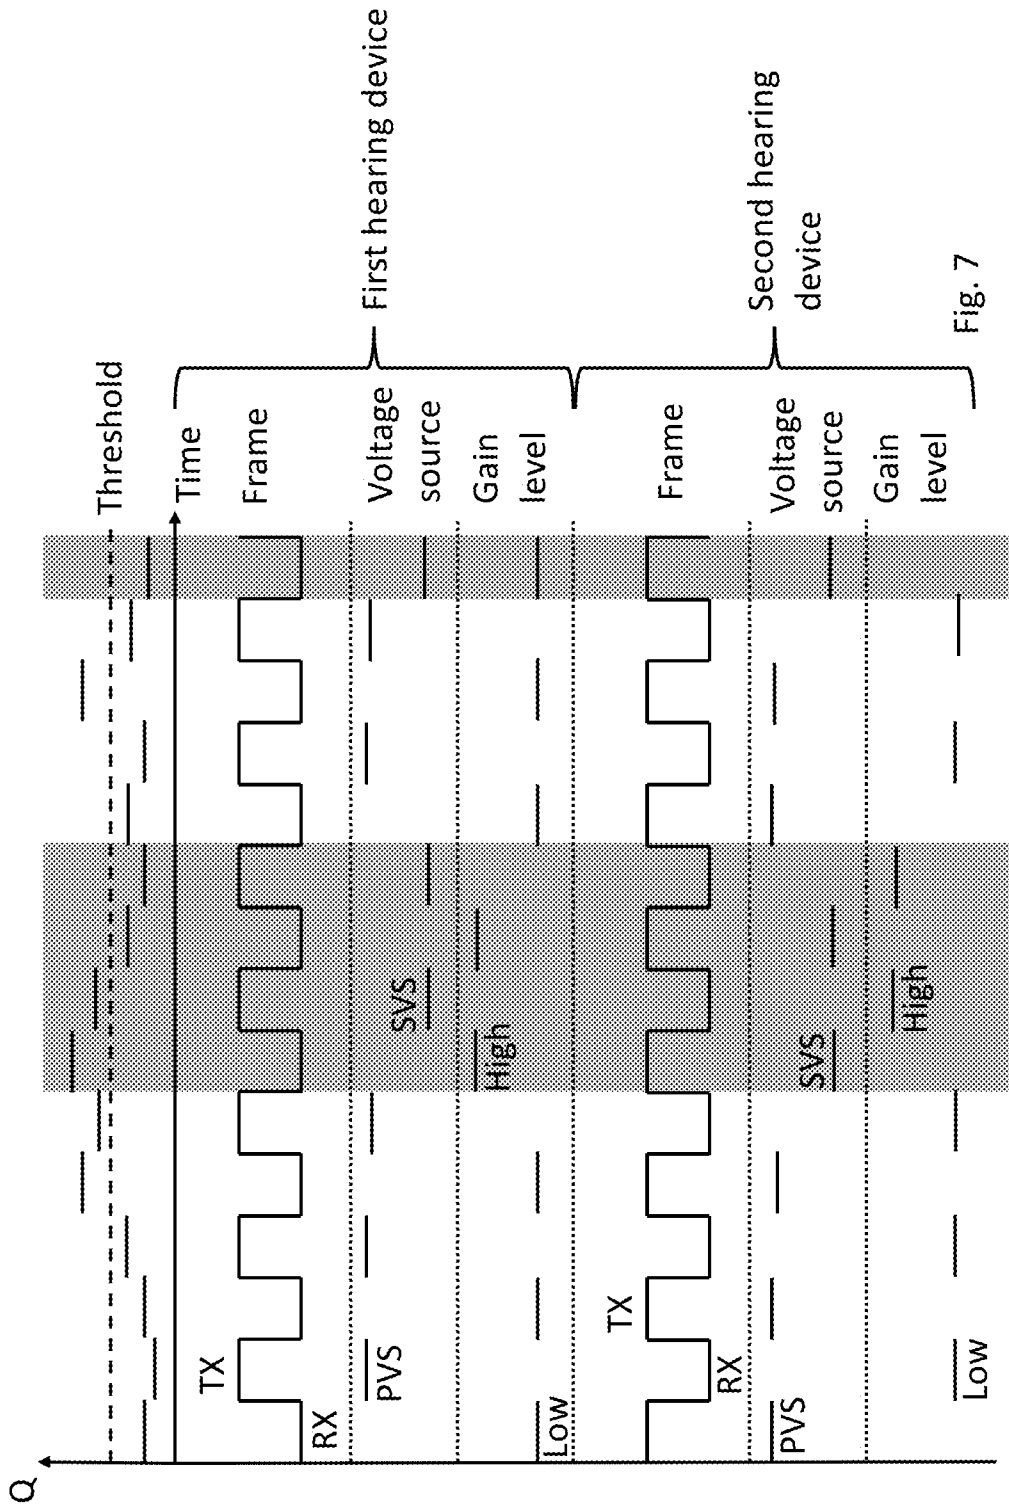 Q
Threshold
Time
TX
RX
Frame
PVS
SVS
Voltage
source
Low
High
Gain
level
First hearing device
TX
RX
Frame
PVS
SVS
Voltage
source
Low
High
Gain
level
Second hearing
device
Fig. 7